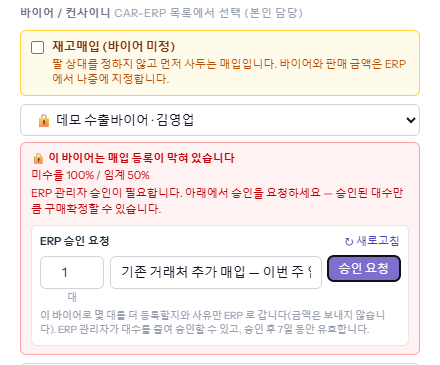 바이어 / 컨사이니 CAR-ERP 목록에서 선택 (본인 담당)
재고매입 (바이어 미정)
팔 상대를 정하지 않고 먼저 사두는 매입입니다. 바이어와 판매 금액은 ERP
에서 나중에 지정합니다.
데모 수출바이어·김영업
이 바이어는 매입 등록이 막혀 있습니다
미수율 100% / 임계 50%
ERP 관리자 승인이 필요합니다. 아래에서 승인을 요청하세요 — 승인된 대수만
큼 구매확정할 수 있습니다.
ERP 승인 요청
↻ 새로고침
1
기존 거래처 추가 매입 — 이번 주
승인 요청
대
이 바이어로 몇 대를 더 등록할지와 사유만 ERP 로 갑니다(금액은 보내지 않습니
다). ERP 관리자가 대수를 줄여 승인할 수 있고, 승인 후 7일 동안 유효합니다.